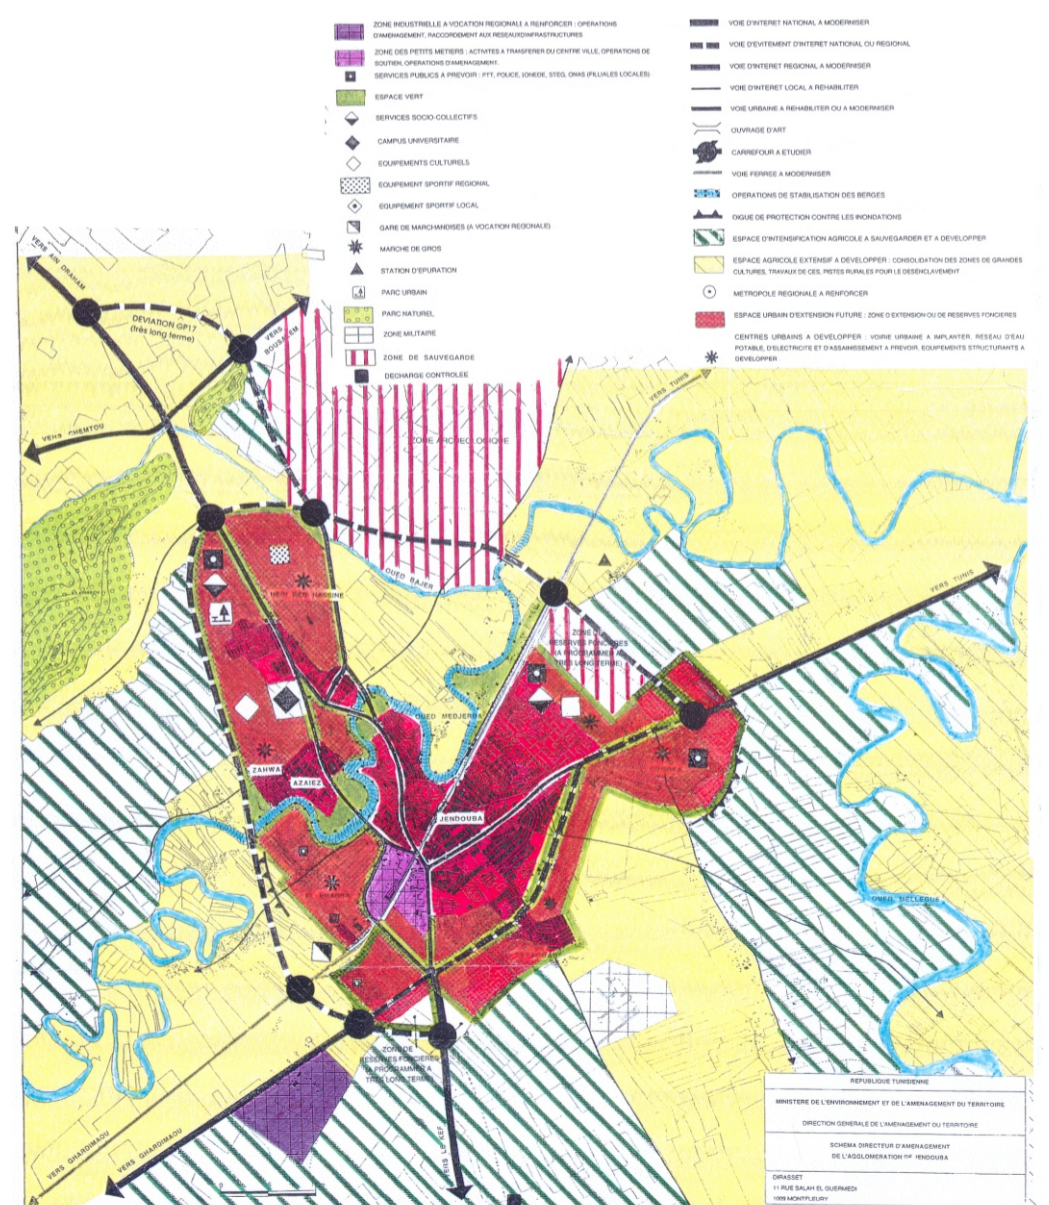 ZONE INDUSTRIELLE A VOCATION REGIONALE A RENFORCER : OPERATIONS
D'AMENAGEMENT, RACCORDEMENT AUX RESEAUX D'INFRASTRUCTURES
ZONE DES PETITS METIERS : ACTIVITES A TRANSFERER DU CENTRE VILLE, OPERATIONS DE
SOUTIEN, OPERATIONS D'AMENAGEMENT.
SERVICES PUBLICS A PREVOIR : PTT, POLICE, SONEDE, STEG, ONAS (FILLIALES LOCALES)
ESPACE VERT
SERVICES SOCIO-COLLECTIFS
CAMPUS UNIVERSITAIRE
EQUIPEMENTS CULTURELS
EQUIPEMENT SPORTIF REGIONAL
EQUIPEMENT SPORTIF LOCAL
GARE DE MARCHANDISES (A VOCATION REGIONALE)
MARCHE DE GROS
STATION D'EPURATION
PARC URBAIN
PARC NATUREL
ZONE MILITAIRE
ZONE DE SAUVEGARDE
DECHARGE CONTROLEE
VOIE D'INTERET NATIONAL A MODERNISER
VOIE D'EVITEMENT D'INTERET NATIONAL OU REGIONAL
VOIE D'INTERET REGIONAL A MODERNISER
VOIE D'INTERET LOCAL A REHABILITER
VOIE URBAINE A REHABILITER OU A MODERNISER
OUVRAGE D'ART
CARREFOUR A ETUDIER
VOIE FERREE A MODERNISER
OPERATIONS DE STABILISATION DES BERGES
DIGUE DE PROTECTION CONTRE LES INONDATIONS
ESPACE D'INTENSIFICATION AGRICOLE A SAUVEGARDER ET A DEVELOPPER
ESPACE AGRICOLE EXTENSIF A DEVELOPPER : CONSOLIDATION DES ZONES DE GRANDES
CULTURES, TRAVAUX DE CES, PISTES RURALES POUR LE DESENCLAVEMENT
METROPOLE REGIONALE A RENFORCER
ESPACE URBAIN D'EXTENSION FUTURE : ZONE D'EXTENSION OU DE RESERVES FONCIERES
CENTRES URBAINS A DEVELOPPER : VOIRIE URBAINE A IMPLANTER, RESEAU D'EAU
POTABLE, D'ELECTRICITE ET D'ASSAINISSEMENT A PREVOIR, EQUIPEMENTS STRUCTURANTS A
DEVELOPPER
VERS AIN DRAHAM
DEVIATION GP17
(très long terme)
VERS
BOUSALEM
VERS CHEMTOU
ZONE ARCHEOLOGIQUE
VERS TUNIS
OUED BAJER
VERS TUNIS
HEDI BEN HASSINE
ZONE DE
RESERVES FONCIERES
(A PROGRAMMER A
TRES LONG TERME)
OUED MEDJERDA
ZAHWA
AZAIEZ
JENDOUBA
OUED MELLEGUE
ZONE DE
RESERVES FONCIERES
(A PROGRAMMER A
TRES LONG TERME)
VERS GHARDIMAOU
VERS GHARDIMAOU
VERS LE KEF
REPUBLIQUE TUNISIENNE
MINISTERE DE L'ENVIRONNEMENT ET DE L'AMENAGEMENT DU TERRITOIRE
DIRECTION GENERALE DE L'AMENAGEMENT DU TERRITOIRE
SCHEMA DIRECTEUR D'AMENAGEMENT
DE L'AGGLOMERATION DE JENDOUBA
DIRASSET
11 RUE SALAH EL GUERMEDI
1009 MONTFLEURY